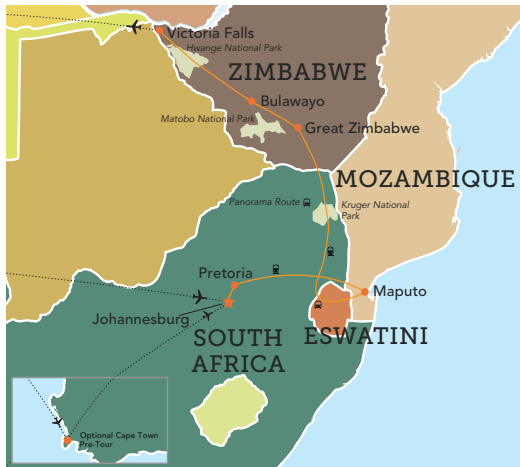 Victoria Falls
Hwange National Park
ZIMBABWE
Bulawayo
Matobo National Park
Great Zimbabwe
MOZAMBIQUE
Panorama Route
Kruger National
Park
Pretoria
Maputo
Johannesburg
SOUTH
AFRICA
ESWATINI
Optional Cape Town
Pre-Tour